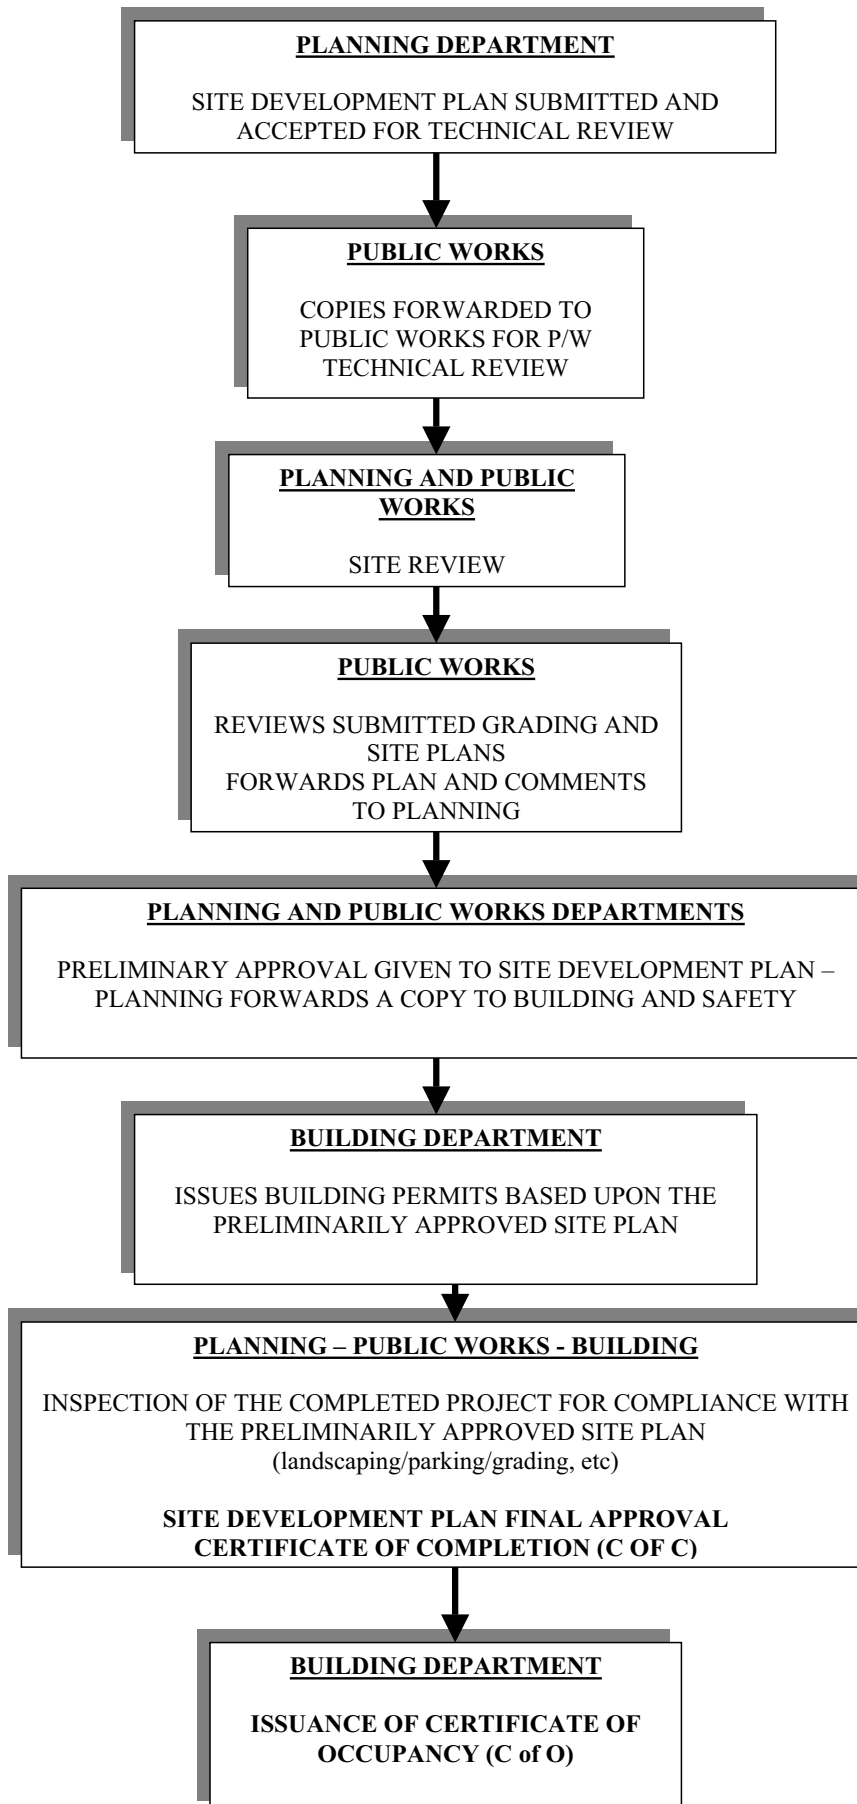 PLANNING DEPARTMENT
SITE DEVELOPMENT PLAN SUBMITTED AND
ACCEPTED FOR TECHNICAL REVIEW
PUBLIC WORKS
COPIES FORWARDED TO
PUBLIC WORKS FOR P/W
TECHNICAL REVIEW
PLANNING AND PUBLIC
WORKS
SITE REVIEW
PUBLIC WORKS
REVIEWS SUBMITTED GRADING AND
SITE PLANS
FORWARDS PLAN AND COMMENTS
TO PLANNING
PLANNING AND PUBLIC WORKS DEPARTMENTS
PRELIMINARY APPROVAL GIVEN TO SITE DEVELOPMENT PLAN –
PLANNING FORWARDS A COPY TO BUILDING AND SAFETY
BUILDING DEPARTMENT
ISSUES BUILDING PERMITS BASED UPON THE
PRELIMINARILY APPROVED SITE PLAN
PLANNING – PUBLIC WORKS - BUILDING
INSPECTION OF THE COMPLETED PROJECT FOR COMPLIANCE WITH
THE PRELIMINARILY APPROVED SITE PLAN
(landscaping/parking/grading, etc)
SITE DEVELOPMENT PLAN FINAL APPROVAL
CERTIFICATE OF COMPLETION (C OF C)
BUILDING DEPARTMENT
ISSUANCE OF CERTIFICATE OF
OCCUPANCY (C of O)